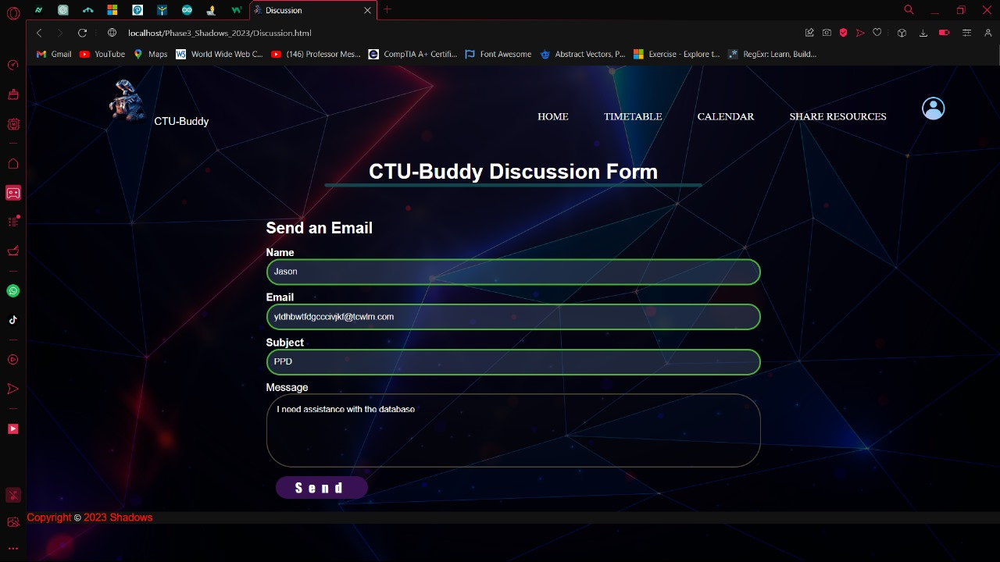 Discussion
localhost/Phase3_Shadows_2023/Discussion.html
Gmail YouTube Maps World Wide Web C... (146) Professor Mes... CompTIA A+ Certifi... Font Awesome Abstract Vectors, P... Exercise - Explore t... RegExr: Learn, Build...
CTU-Buddy HOME TIMETABLE CALENDAR SHARE RESOURCES
CTU-Buddy Discussion Form
Send an Email
Name
Jason
Email
ytdhbwtfdgcccivjkf@tcwlm.com
Subject
PPD
Message
I need assistance with the database
Send
Copyright © 2023 Shadows